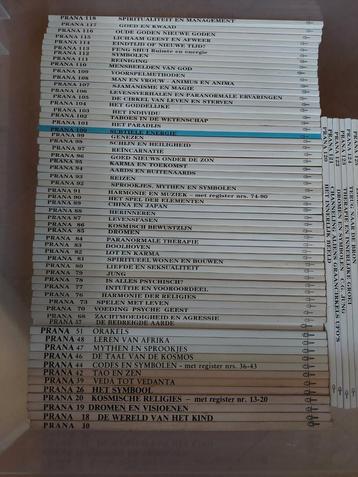 PRANA 118 SPIRITUALITEIT EN MANAGEMENT
PRANA 117 GOED EN KWAAD
PRANA 116 OUDE GODEN NIEUWE GODEN
PRANA 115 LICHAAM GEEST EN AFWEER
PRANA 114 EINDTIJD OF NIEUWE TIJD?
PRANA 113 FENG SHUI Ruimte en energie
PRANA 112 SYMBOLEN
PRANA 111 REINIGING
PRANA 110 MENSBEELDEN VAN GOD
PRANA 109 VOORSPELMETHODEN
PRANA 108 MAN EN VROUW - ANIMUS EN ANIMA
PRANA 107 SJAMANISME EN MAGIE
PRANA 106 LEVENSVERHALEN EN PARANORMALE ERVARINGEN
PRANA 105 DE CIRKEL VAN LEVEN EN STERVEN
PRANA 104 HET GODDELIJKE
PRANA 103 HET INDIVIDU
PRANA 102 TABOES IN DE WETENSCHAP
PRANA 101 HET PARADIJS
PRANA 100 SUBTIELE ENERGIE
PRANA 99 GENEZEN
PRANA 98 SCHIJN EN HEILIGHEID
PRANA 97 REÏNCARNATIE
PRANA 96 GOED NIEUWS ONDER DE ZON
PRANA 95 KARMA EN TOEKOMST
PRANA 94 AARDS EN BUITENAARDS
PRANA 93 REIZEN
PRANA 92 SPROOKJES, MYTHEN EN SYMBOLEN
PRANA 91 HARMONIE EN MUZIEK - met register nrs. 74-90
PRANA 90 HET SPEL DER ELEMENTEN
PRANA 89 CHINA EN JAPAN
PRANA 88 HERINNEREN
PRANA 87 LEVENSFASES
PRANA 86 KOSMISCH BEWUSTZIJN
PRANA 85 DROMEN
PRANA 84 PARANORMALE THERAPIE
PRANA 83 DOOLHOVEN
PRANA 82 LOT EN KARMA
PRANA 81 SPIRITUEEL WONEN EN BOUWEN
PRANA 80 LIEFDE EN SEKSUALITEIT
PRANA 79 JUNG
PRANA 78 IS ALLES PSYCHISCH?
PRANA 77 INTUÏTIE EN VOOROORDEEL
PRANA 76 HARMONIE DER RELIGIES
PRANA 73 SPELEN MET LEVEN
PRANA 70 VOEDING PSYCHE GEEST
PRANA 68 ZACHTMOEDIGHEID EN AGRESSIE
PRANA 57 DE BEDREIGDE AARDE
PRANA 51 ORAKELS
PRANA 48 LEREN VAN AFRIKA
PRANA 47 MYTHEN EN SPROOKJES
PRANA 46 DE TAAL VAN DE KOSMOS
PRANA 44 CODES EN SYMBOLEN - met register nrs. 36-43
PRANA 42 TAO EN ZEN
PRANA 39 VEDA TOT VEDANTA
PRANA 26 HET SYMBOOL
PRANA 20 KOSMISCHE RELIGIES - met register nr. 13-20
PRANA 19 DROMEN EN VISIOENEN
PRANA 18 DE WERELD VAN HET KIND
PRANA 10